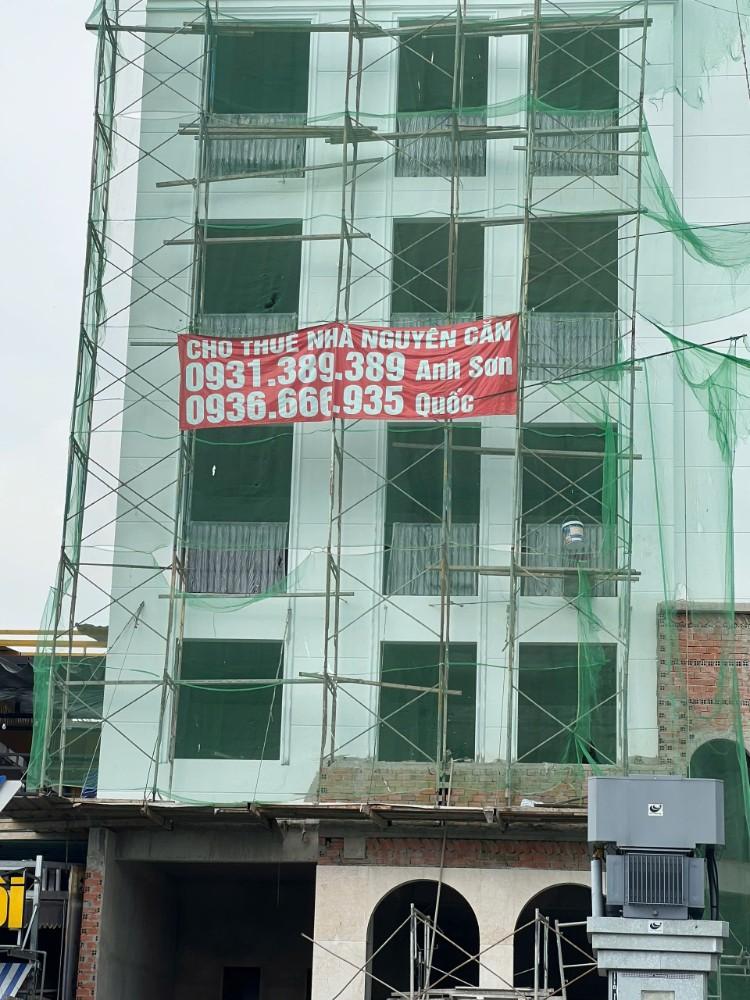 CHO THUÊ NHÀ NGUYÊN CĂN
0931.389.389 Anh Sơn
0936.666.935 Quốc